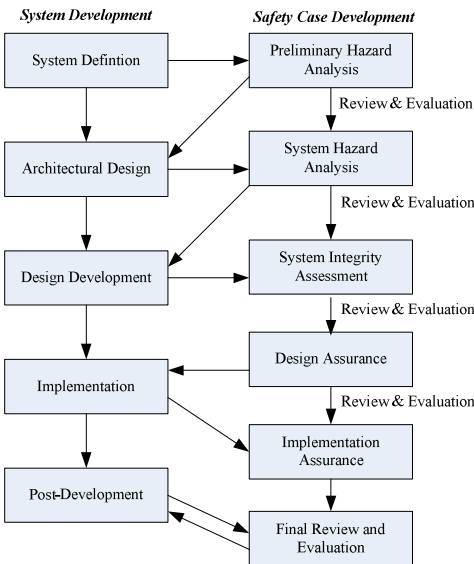 System Development
Safety Case Development
System Defintion
Preliminary Hazard
Analysis
Review & Evaluation
Architectural Design
System Hazard
Analysis
Review & Evaluation
Design Development
System Integrity
Assessment
Review & Evaluation
Implementation
Design Assurance
Review & Evaluation
Implementation
Assurance
Post-Development
Final Review and
Evaluation